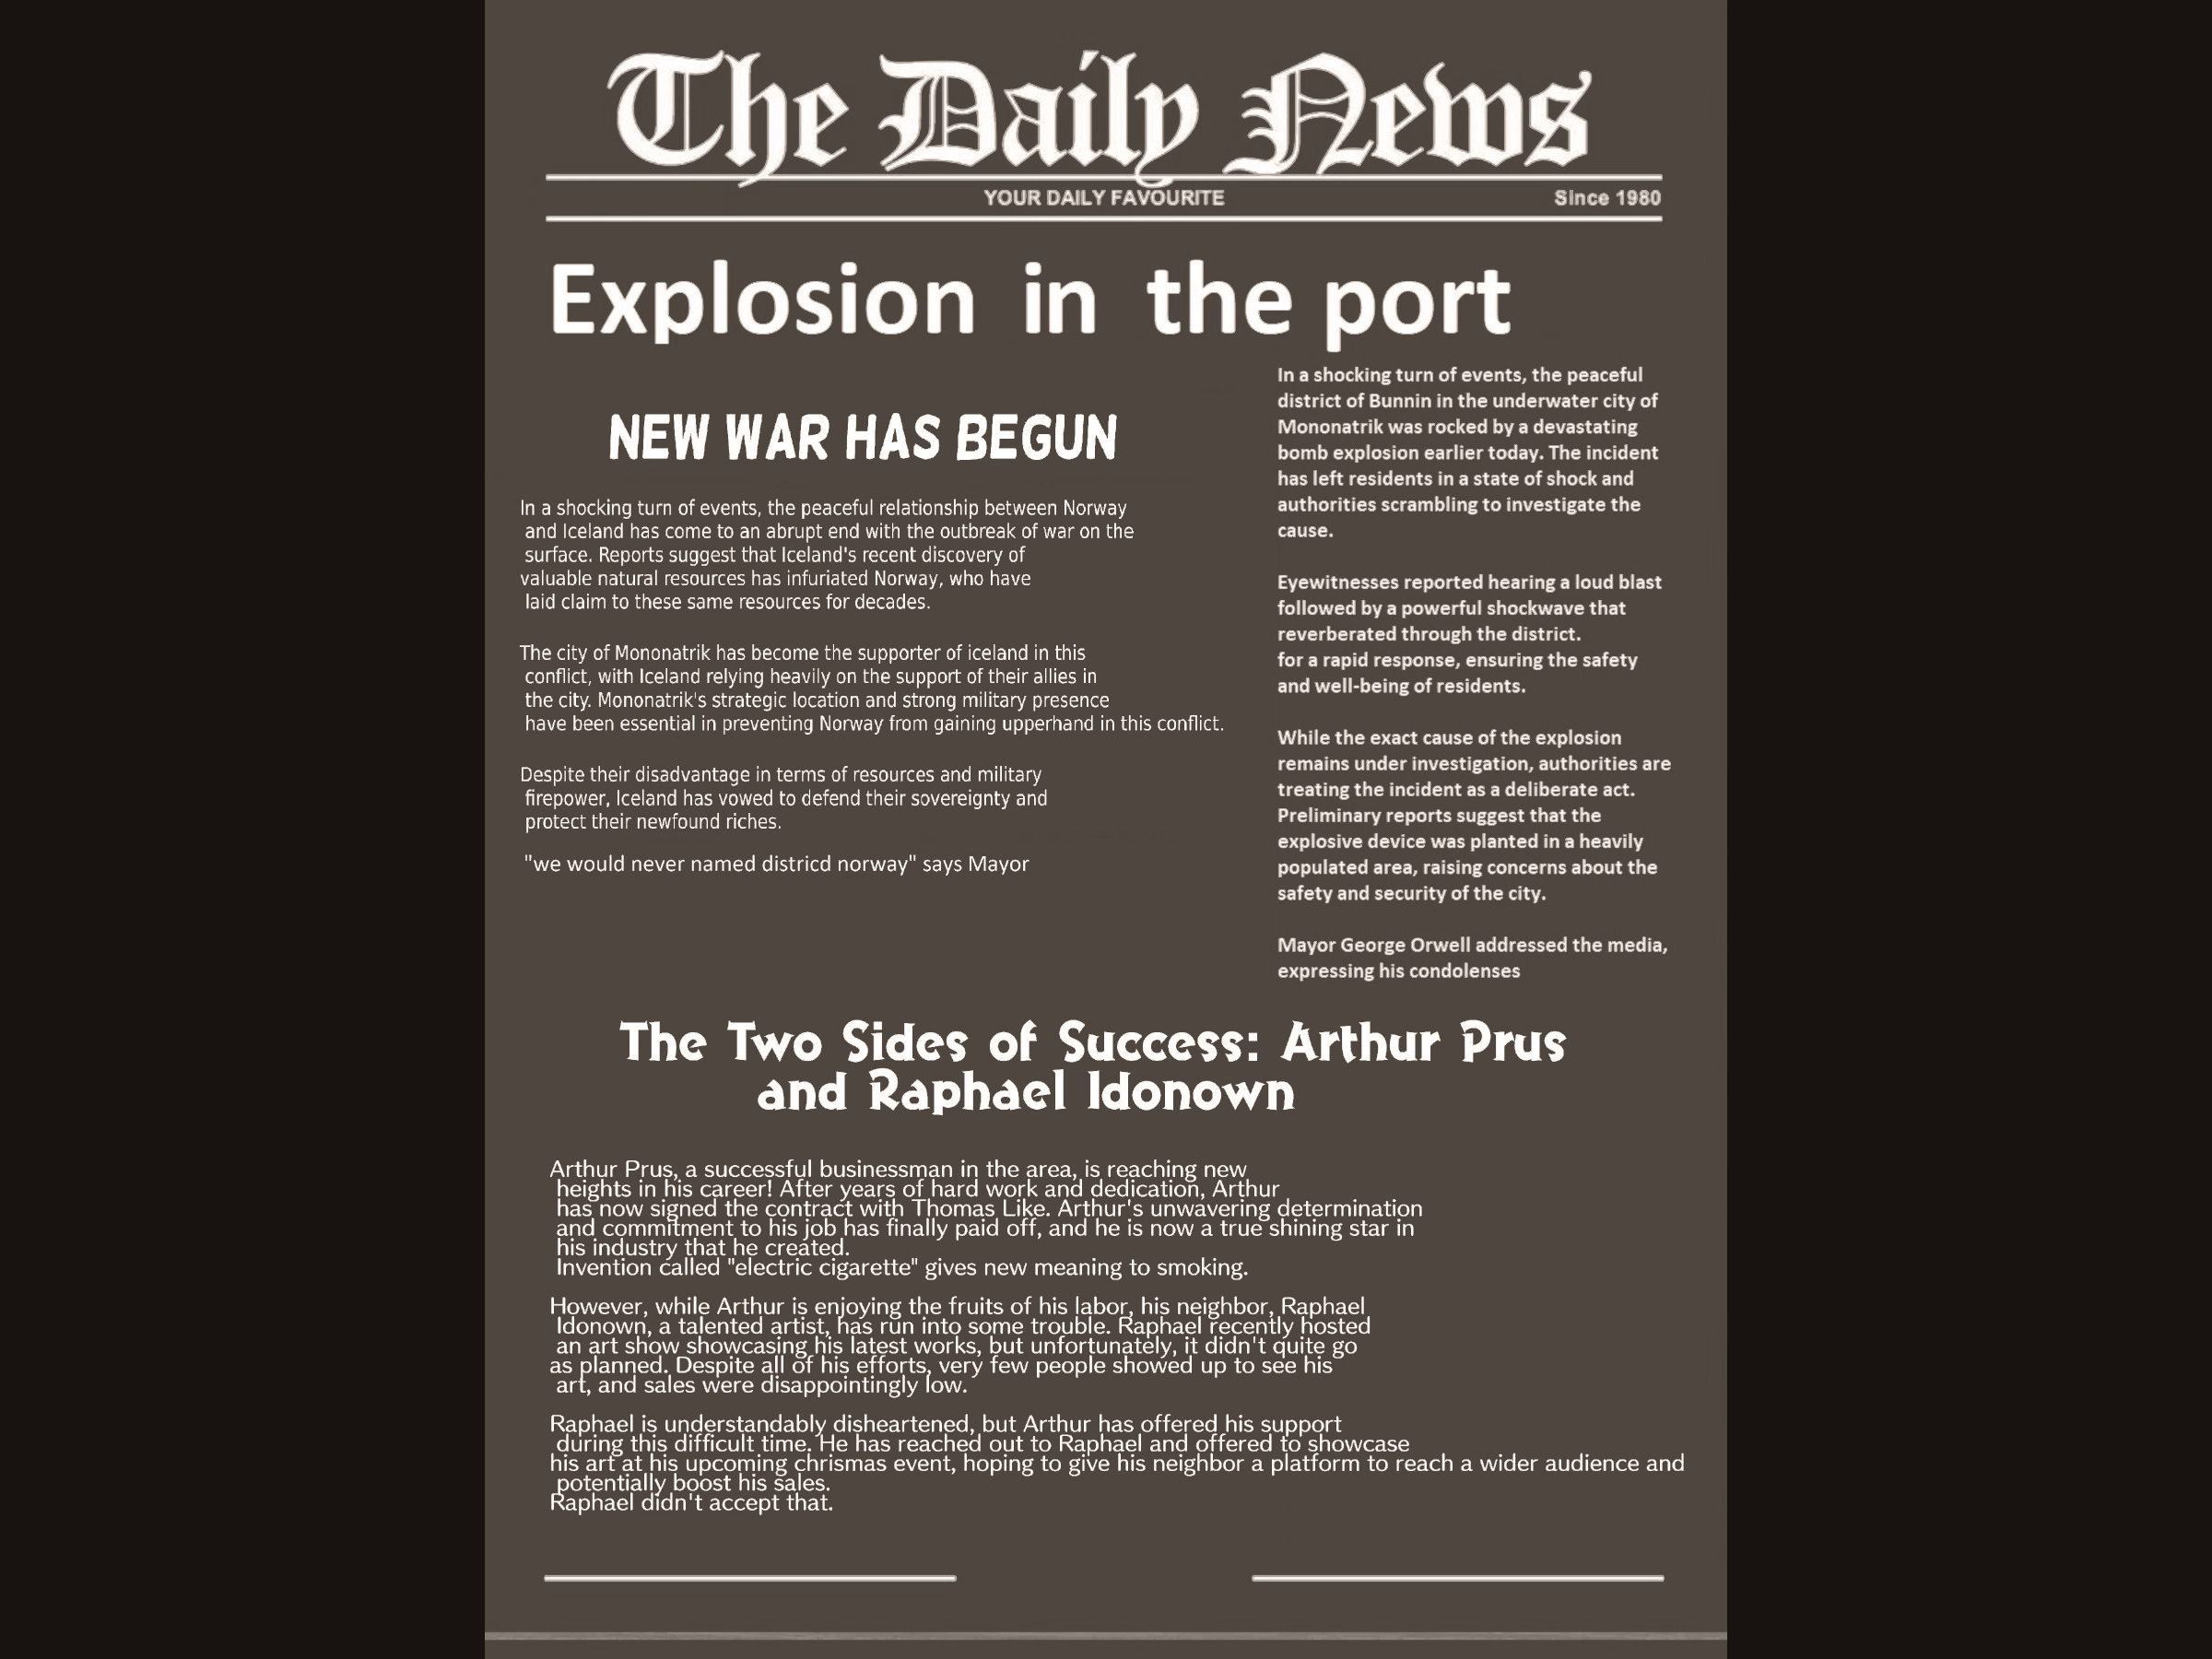 The Daily News
YOUR DAILY FAVOURITE
Since 1980
Explosion in the port
In a shocking turn of events, the peaceful
district of Bunnin in the underwater city of
Mononatrik was rocked by a devastating
bomb explosion earlier today. The incident
has left residents in a state of shock and
authorities scrambling to investigate the
cause.
Eyewitnesses reported hearing a loud blast
followed by a powerful shockwave that
reverberated through the district.
for a rapid response, ensuring the safety
and well-being of residents.
While the exact cause of the explosion
remains under investigation, authorities are
treating the incident as a deliberate act.
Preliminary reports suggest that the
explosive device was planted in a heavily
populated area, raising concerns about the
safety and security of the city.
Mayor George Orwell addressed the media,
expressing his condolenses
NEW WAR HAS BEGUN
In a shocking turn of events, the peaceful relationship between Norway
and Iceland has come to an abrupt end with the outbreak of war on the
surface. Reports suggest that Iceland's recent discovery of
valuable natural resources has infuriated Norway, who have
laid claim to these same resources for decades.
The city of Mononatrik has become the supporter of iceland in this
conflict, with Iceland relying heavily on the support of their allies in
the city. Mononatrik's strategic location and strong military presence
have been essential in preventing Norway from gaining upperhand in this conflict.
Despite their disadvantage in terms of resources and military
firepower, Iceland has vowed to defend their sovereignty and
protect their newfound riches.
"we would never named districd norway" says Mayor
The Two Sides of Success: Arthur Prus
and Raphael Idonown
Arthur Prus, a successful businessman in the area, is reaching new
heights in his career! After years of hard work and dedication, Arthur
has now signed the contract with Thomas Like. Arthur's unwavering determination
and commitment to his job has finally paid off, and he is now a true shining star in
his industry that he created.
Invention called "electric cigarette" gives new meaning to smoking.
However, while Arthur is enjoying the fruits of his labor, his neighbor, Raphael
Idonown, a talented artist, has run into some trouble. Raphael recently hosted
an art show showcasing his latest works, but unfortunately, it didn't quite go
as planned. Despite all of his efforts, very few people showed up to see his
art, and sales were disappointingly low.
Raphael is understandably disheartened, but Arthur has offered his support
during this difficult time. He has reached out to Raphael and offered to showcase
his art at his upcoming chrismas event, hoping to give his neighbor a platform to reach a wider audience and
potentially boost his sales.
Raphael didn't accept that.